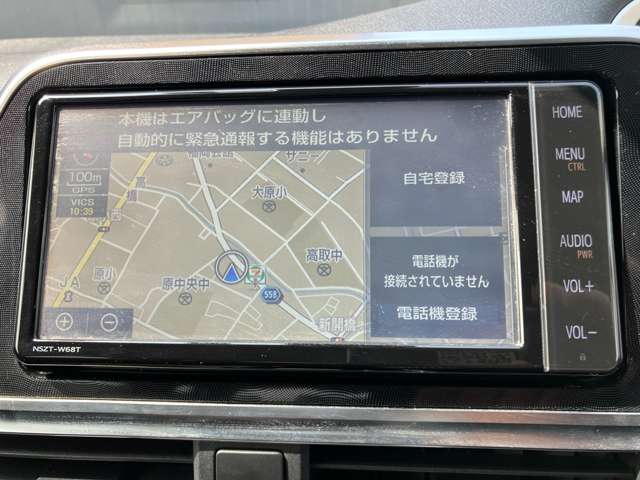 本機はエアバッグに連動し
自動的に緊急通報する機能はありません
サニー
100m
GPS
VICS
10:39
大原小
高取中
原小
原中央中
JA
558
新開橋
自宅登録
電話機が
接続されていません
電話機登録
HOME
MENU
CTRL
MAP
AUDIO
PWR
VOL+
VOL−
NSZT-W68T